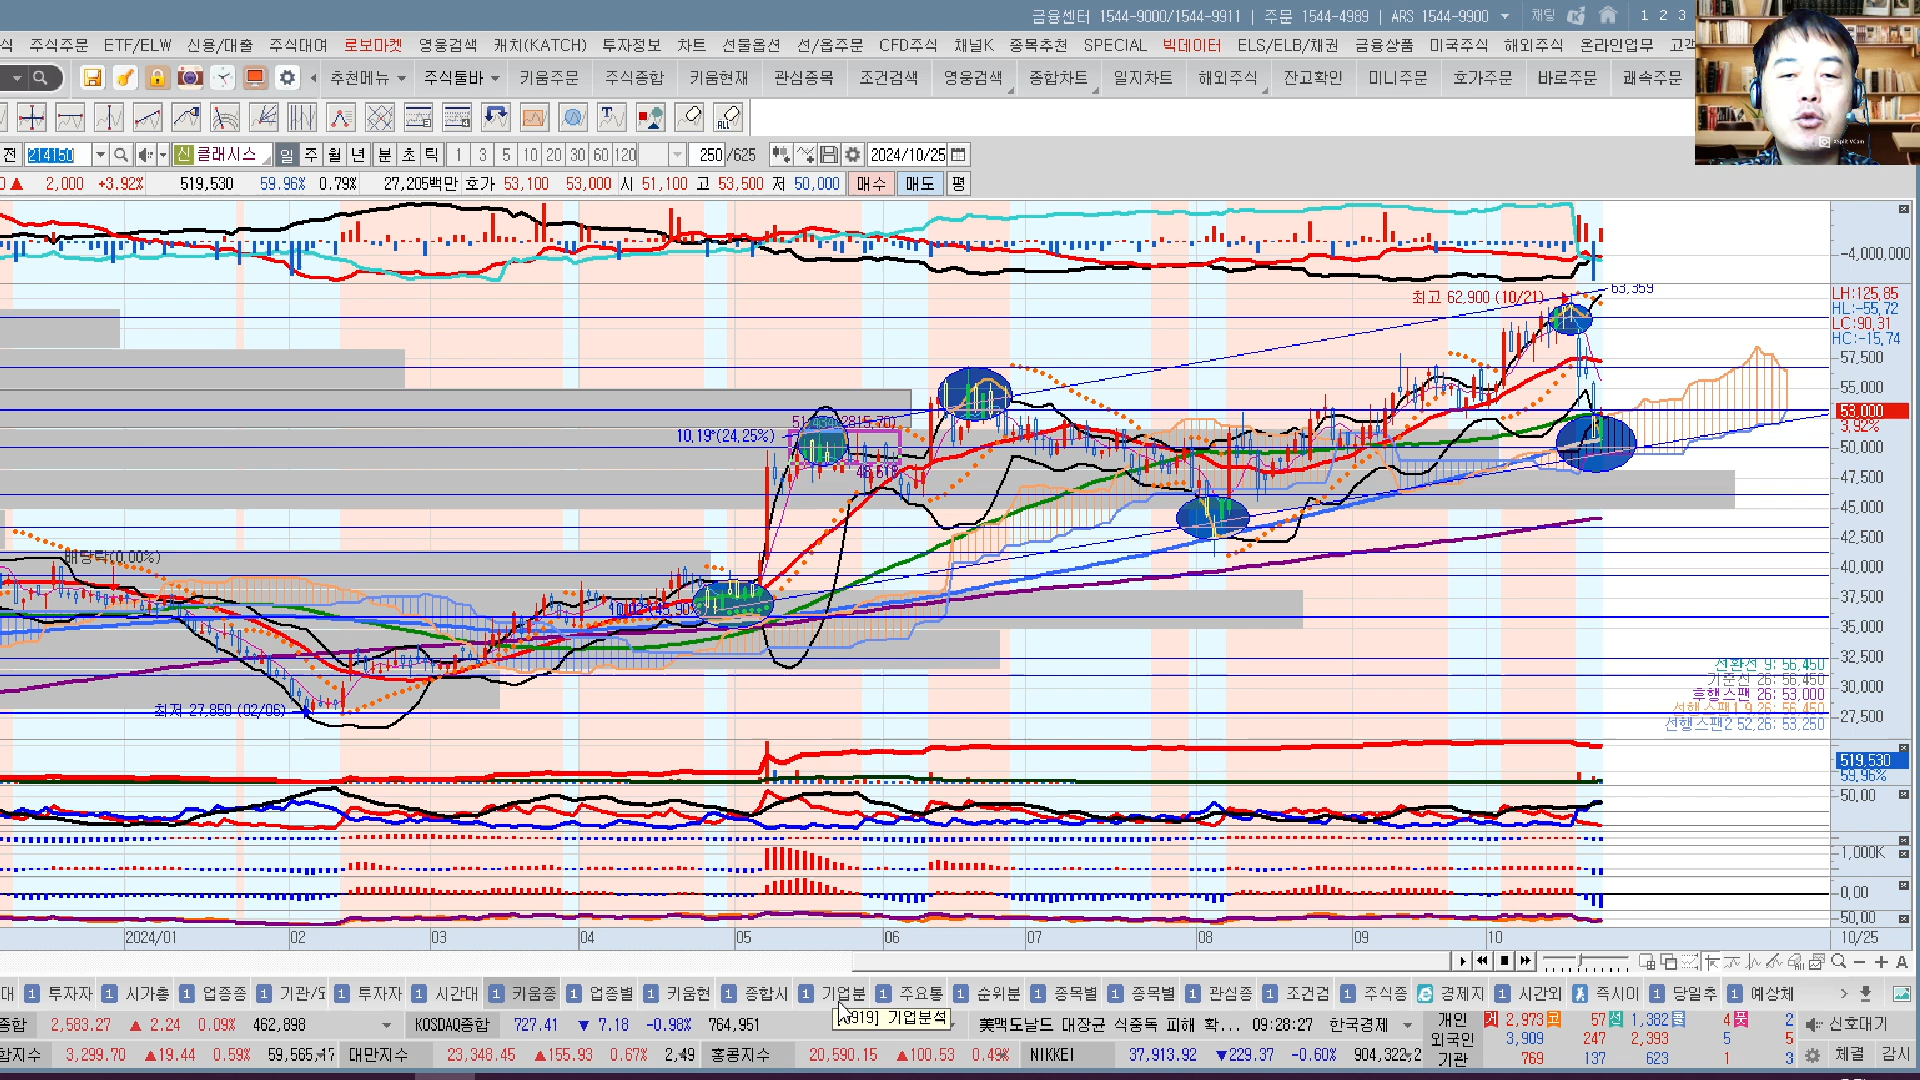 금융센터 1544-9000/1544-9911 | 주문 1544-4989 | ARS 1544-9900 채팅 1 2 3
식 주식주문 ETF/ELW 신용/대출 주식대여 로보마켓 영웅검색 캐치(KATCH) 투자정보 차트 선물옵션 선/옵주문 CFD주식 채널K 종목추천 SPECIAL 빅데이터 ELS/ELB/채권 금융상품 미국주식 해외주식 온라인업무 고객
추천메뉴 주식툴바 키움주문 주식종합 키움현재 관심종목 조건검색 영웅검색 종합차트 일지차트 해외주식 잔고확인 미니주문 호가주문 바로주문 쾌속주문
ALL
XSplit VCam
전 214150 신 클래시스 일 주 월 년 분 초 틱 1 3 5 10 20 30 60 120 250 /625 2024/10/25
0 ▲ 2,000 +3.92% 519,530 59.96% 0.79% 27,205백만 호가 53,100 53,000 시 51,100 고 53,500 저 50,000 매수 매도 평
-4,000,000
최고 62,900 (10/21) 63,359
LH:125,85
HL:-55,72
LC:90,31
HC:-15,74
57,500
55,000
53,000
3,92%
10,19*(24,25%)
50,000
47,500
45,000
42,500
배당락(0,00%)
40,000
37,500
35,000
32,500
30,000
27,500
최저 27,850 (02/06)
전환선 9: 56,450
기준선 26: 56,450
후행스팬 26: 53,000
선행스팬1 9,26: 56,450
선행스팬2 52,26: 53,250
519,530
59,96%
50,00
1,000K
0,00
50,00
2024/01 02 03 04 05 06 07 08 09 10 10/25
A
대 1 투자자 1 시가총 1 업종종 1 기관/도 1 투자자 1 시간대 1 키움종 1 업종별 1 키움현 1 종합시 1 기업분 1 주요통 1 순위분 1 종목별 1 종목별 1 관심종 1 조건검 1 주식종 경제지 1 시간외 즉시이 1 당일추 1 예상체
[0919] 기업분석
종합 2,583.27 ▲ 2.24 0.09% 462,898 KOSDAQ종합 727.41 ▼ 7.18 -0.98% 764,951 美맥도날드 대장균 식중독 피해 확... 09:28:27 한국경제 개인 저 2,973 코 57 선 1,382 콜 4 풋 2 신호대기
외국인 3,909 247 2,393 5 5
합지수 3,299.70 ▲19.44 0.59% 대만지수 23,348.45 ▲155.93 0.67% 홍콩지수 20,590.15 ▲100.53 0.49% NIKKEI 37,913.92 ▼229.37 -0.60% 904,322 기관 769 137 623 1 3 체결 감시